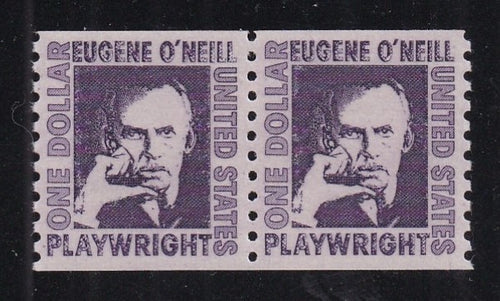 ONE DOLLAR
EUGENE O'NEILL
UNITED STATES
PLAYWRIGHT
ONE DOLLAR
EUGENE O'NEILL
UNITED STATES
PLAYWRIGHT